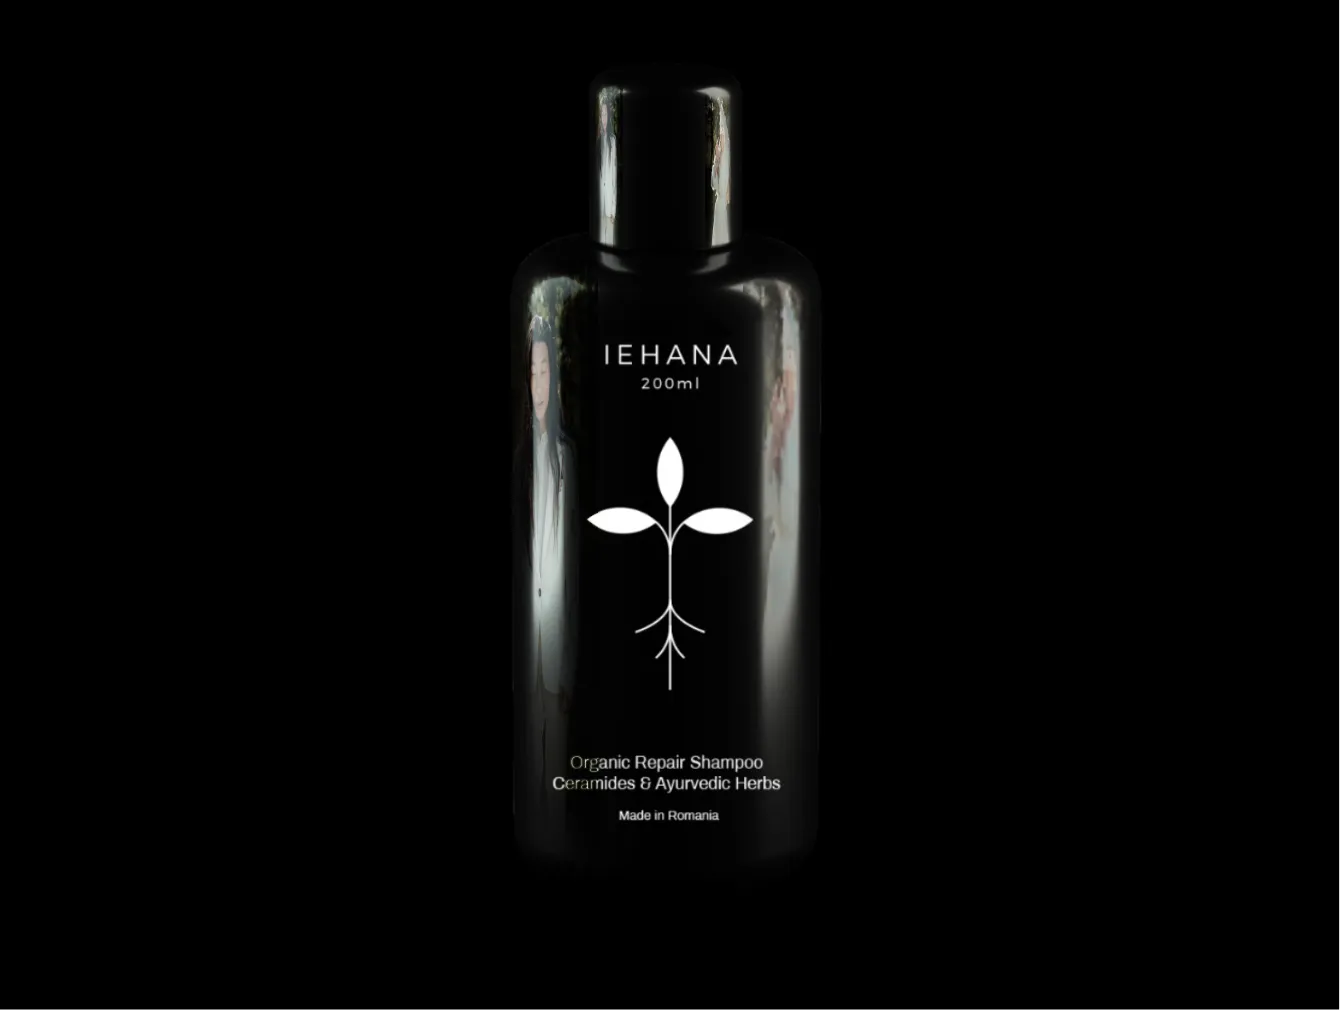 IEHANA
200ml
Organic Repair Shampoo
Ceramides & Ayurvedic Herbs
Made in Romania